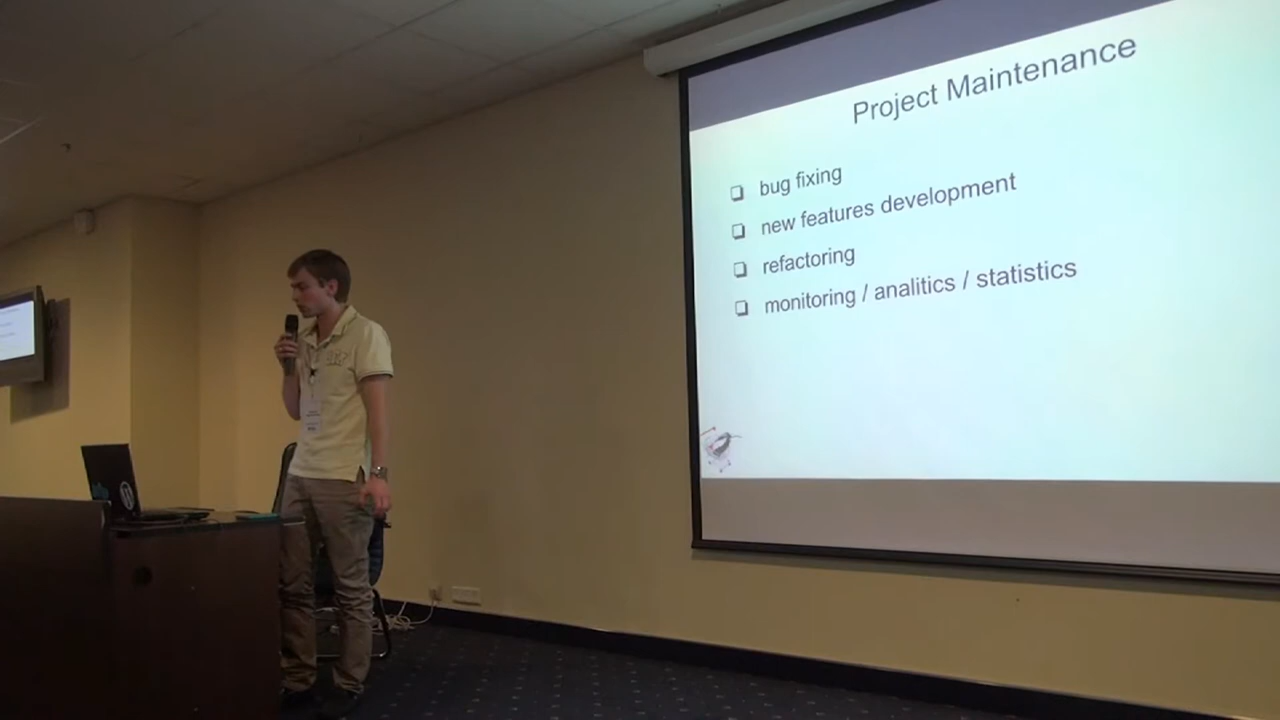 Project Maintenance
bug fixing
new features development
refactoring
monitoring / analitics / statistics